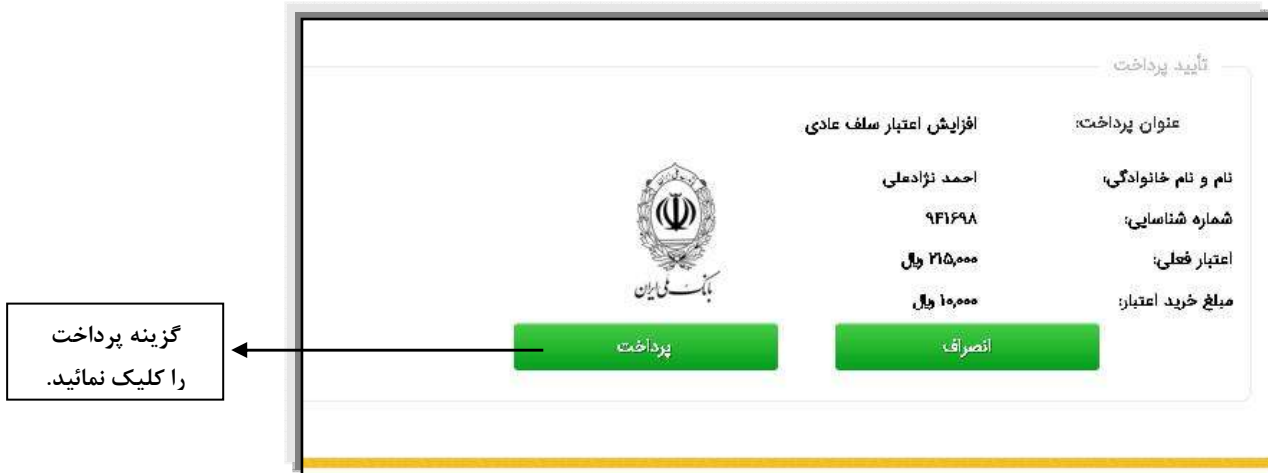 تأیید پرداخت
عنوان پرداخت: افزایش اعتبار سلف عادی
نام و نام خانوادگی: احمد نژادعلی
شماره شناسایی: ۹۴۱۶۹۸
اعتبار فعلی: ۲۱۵,۰۰۰ ریال
مبلغ خرید اعتبار: ۱۰,۰۰۰ ریال
بانک ملی ایران
انصراف
پرداخت
گزینه پرداخت
را کلیک نمائید.